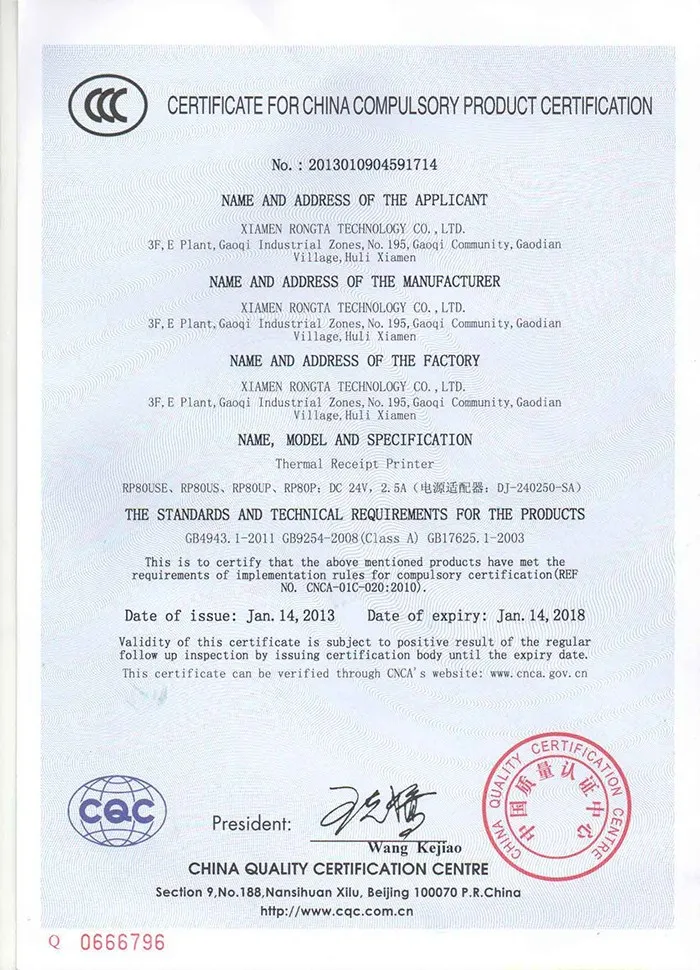 CCC
CERTIFICATE FOR CHINA COMPULSORY PRODUCT CERTIFICATION
No. : 2013010904591714
NAME AND ADDRESS OF THE APPLICANT
XIAMEN RONGTA TECHNOLOGY CO.,LTD.
3F,E Plant,Gaoqi Industrial Zones,No.195,Gaoqi Community,Gaodian
Village,Huli Xiamen
NAME AND ADDRESS OF THE MANUFACTURER
XIAMEN RONGTA TECHNOLOGY CO.,LTD.
3F,E Plant,Gaoqi Industrial Zones,No.195,Gaoqi Community,Gaodian
Village,Huli Xiamen
NAME AND ADDRESS OF THE FACTORY
XIAMEN RONGTA TECHNOLOGY CO.,LTD.
3F,E Plant,Gaoqi Industrial Zones,No.195,Gaoqi Community,Gaodian
Village,Huli Xiamen
NAME, MODEL AND SPECIFICATION
Thermal Receipt Printer
RP80USE、RP80US、RP80UP、RP80P: DC 24V, 2.5A (电源适配器: DJ-240250-SA)
THE STANDARDS AND TECHNICAL REQUIREMENTS FOR THE PRODUCTS
GB4943.1-2011 GB9254-2008(Class A) GB17625.1-2003
This is to certify that the above mentioned products have met the
requirements of implementation rules for compulsory certification(REF
NO. CNCA-01C-020:2010).
Date of issue: Jan.14,2013 Date of expiry: Jan.14,2018
Validity of this certificate is subject to positive result of the regular
follow up inspection by issuing certification body until the expiry date.
This certificate can be verified through CNCA's website: www.cnca.gov.cn
CQC
President:
王克娇
Wang Kejiao
CHINA QUALITY CERTIFICATION CENTRE
中国质量认证中心
CHINA QUALITY CERTIFICATION CENTRE
Section 9,No.188,Nansihuan Xilu, Beijing 100070 P.R.China
http://www.cqc.com.cn
Q 0666796